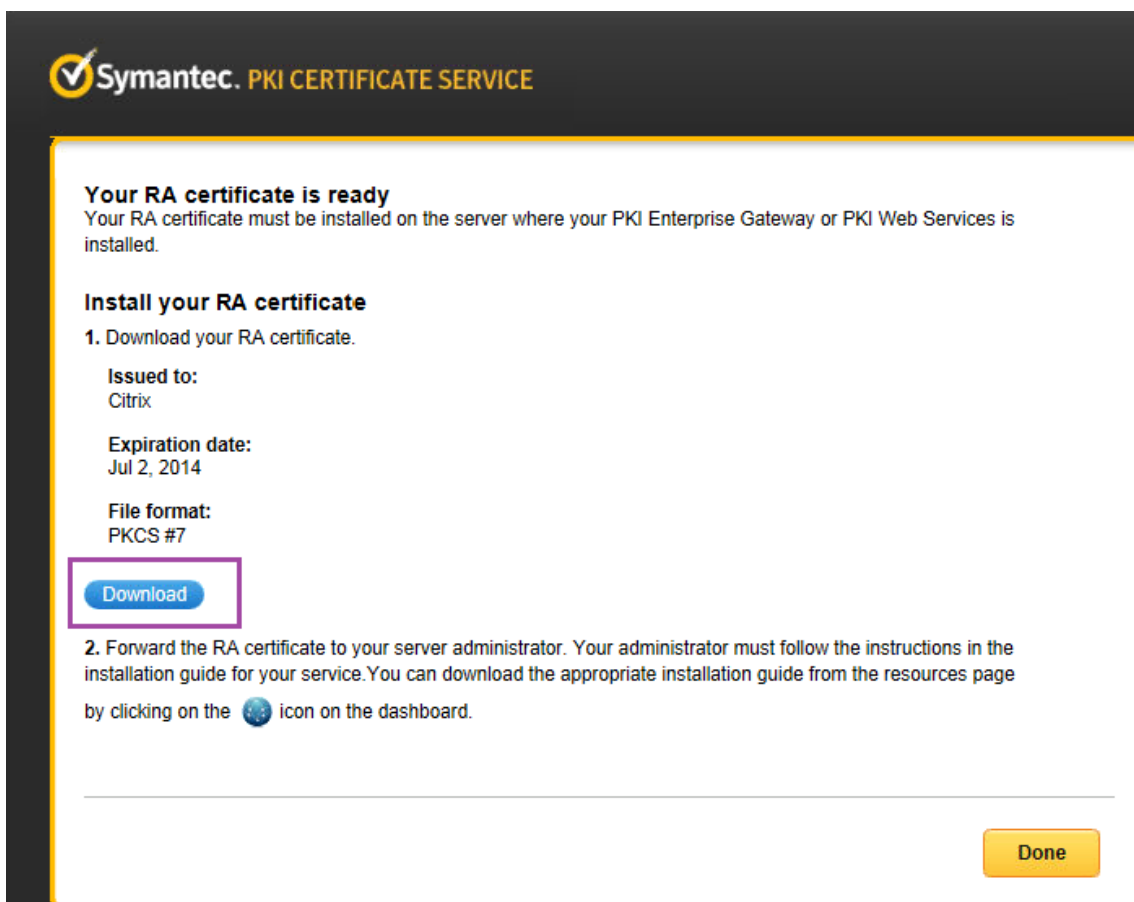 Symantec. PKI CERTIFICATE SERVICE
Your RA certificate is ready
Your RA certificate must be installed on the server where your PKI Enterprise Gateway or PKI Web Services is
installed.
Install your RA certificate
1. Download your RA certificate.
Issued to:
Citrix
Expiration date:
Jul 2, 2014
File format:
PKCS #7
Download
2. Forward the RA certificate to your server administrator. Your administrator must follow the instructions in the
installation guide for your service.You can download the appropriate installation guide from the resources page
by clicking on the icon on the dashboard.
Done